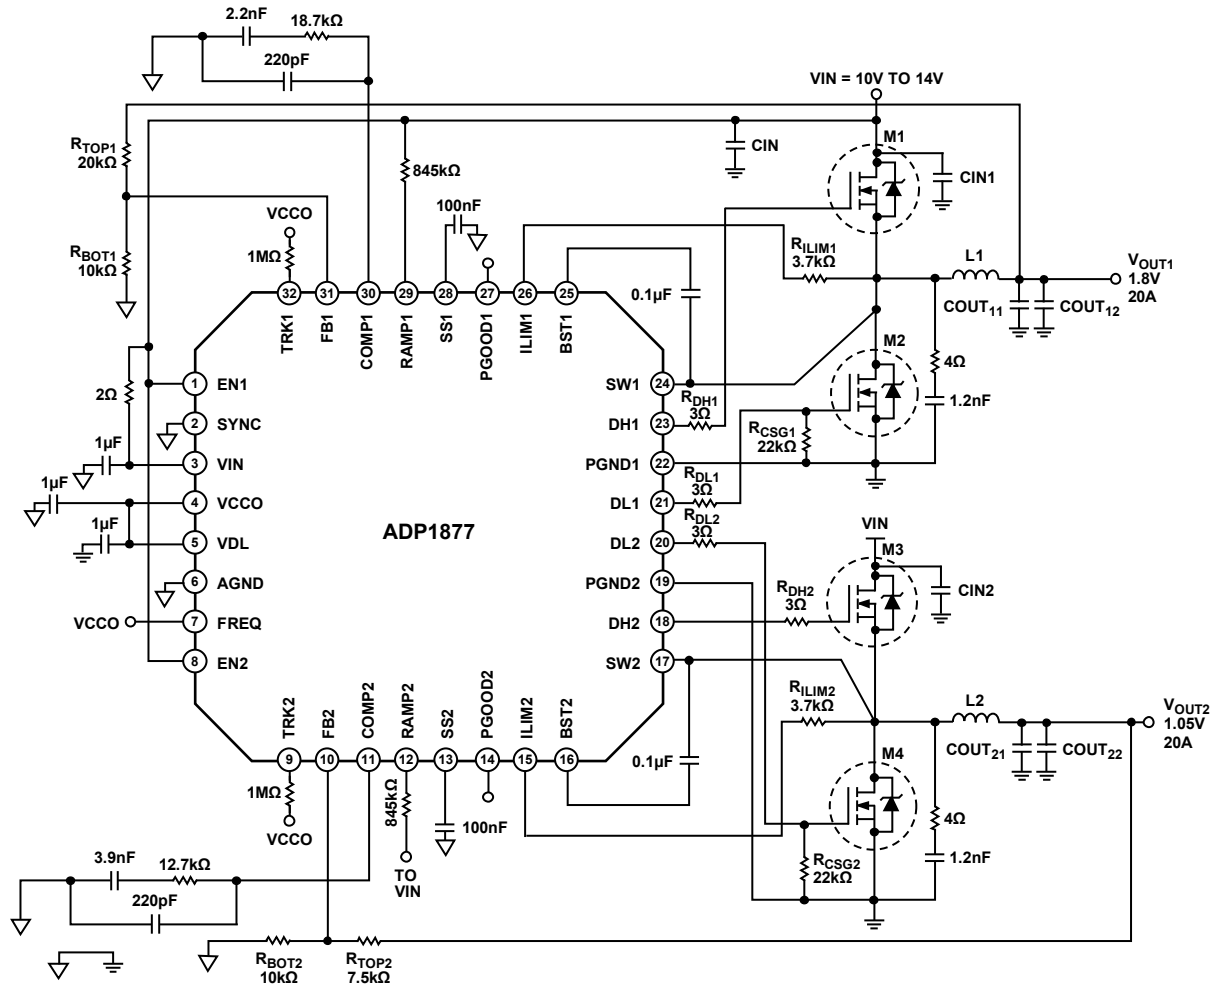 2.2nF
18.7kΩ
220pF
VIN = 10V TO 14V
M1
CIN
CIN1
RTOP1
20kΩ
845kΩ
100nF
VCCO
1MΩ
RBOT1
10kΩ
RILIM1
3.7kΩ
L1
VOUT1
1.8V
20A
0.1µF
COUT11
COUT12
32
31
30
29
28
27
26
25
TRK1
FB1
COMP1
RAMP1
SS1
PGOOD1
ILIM1
BST1
M2
4Ω
1.2nF
2Ω
1 EN1
2 SYNC
1µF
3 VIN
1µF
4 VCCO
1µF
5 VDL
6 AGND
VCCO
7 FREQ
8 EN2
ADP1877
SW1 24
RDH1
3Ω
DH1 23
RCSG1
22kΩ
PGND1 22
RDL1
3Ω
DL1 21
RDL2
3Ω
DL2 20
PGND2 19
DH2 18
SW2 17
VIN
M3
RDH2
3Ω
CIN2
TRK2
FB2
COMP2
RAMP2
SS2
PGOOD2
ILIM2
BST2
9
10
11
12
13
14
15
16
RILIM2
3.7kΩ
L2
VOUT2
1.05V
20A
COUT21
COUT22
0.1µF
M4
1MΩ
VCCO
845kΩ
TO
VIN
100nF
4Ω
1.2nF
RCSG2
22kΩ
3.9nF
12.7kΩ
220pF
RBOT2
10kΩ
RTOP2
7.5kΩ